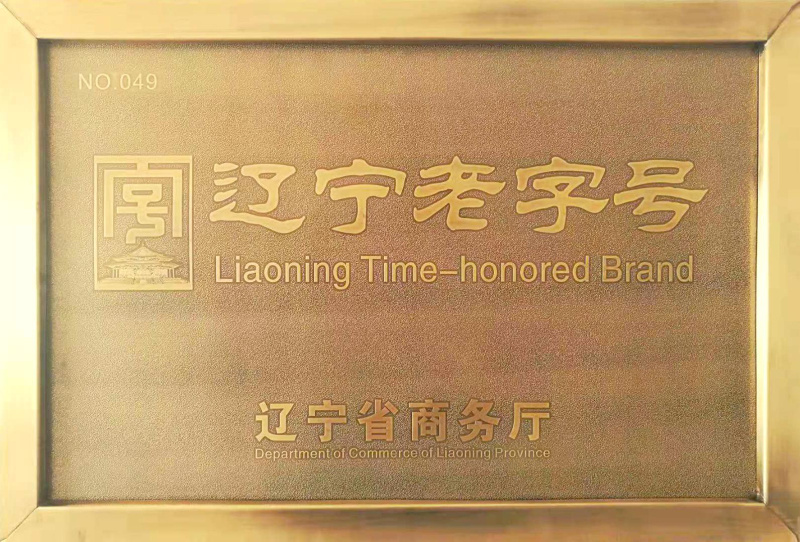 NO.049
辽宁老字号
Liaoning Time-honored Brand
辽宁省商务厅
Department of Commerce of Liaoning Province